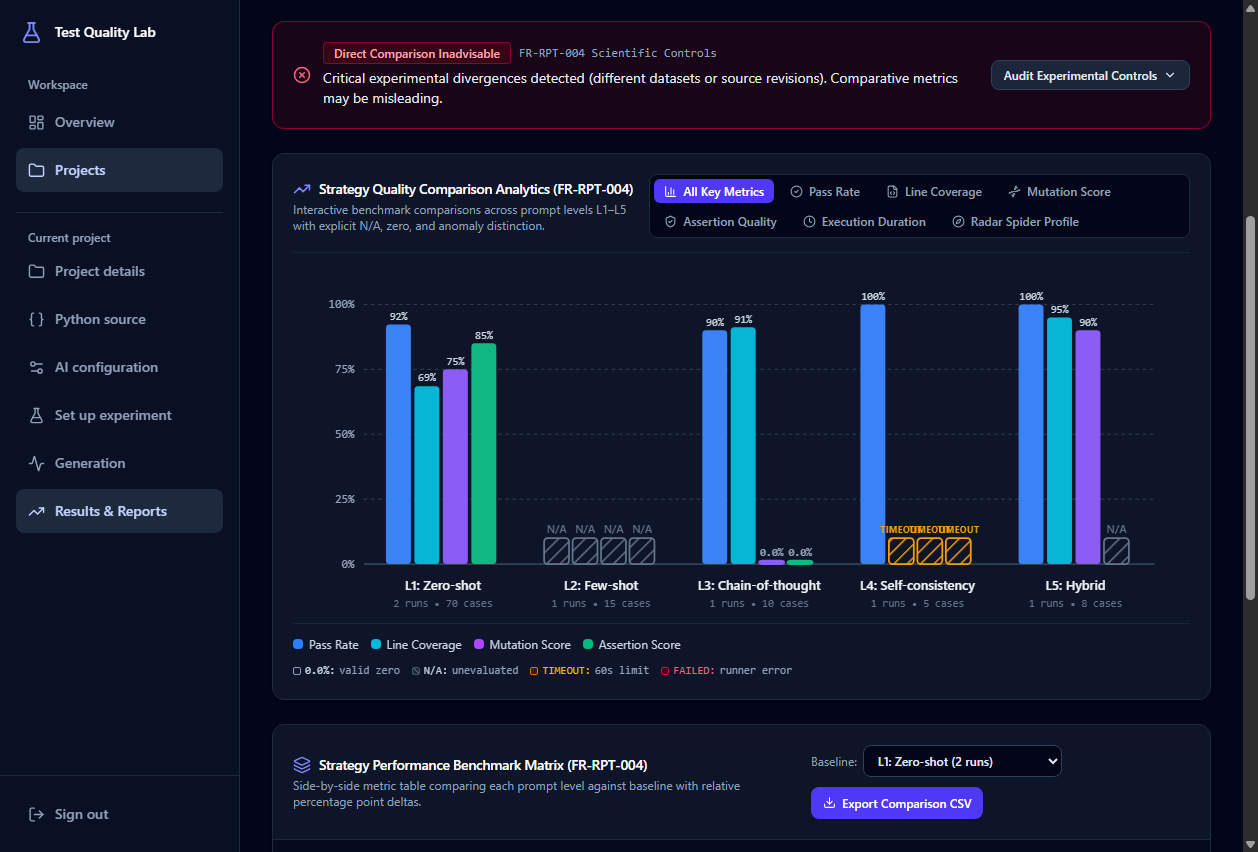 Test Quality Lab
Workspace
Overview
Projects
Current project
Project details
Python source
AI configuration
Set up experiment
Generation
Results & Reports
Sign out
Direct Comparison Inadvisable FR-RPT-004 Scientific Controls
Critical experimental divergences detected (different datasets or source revisions). Comparative metrics
may be misleading.
Audit Experimental Controls
Strategy Quality Comparison Analytics (FR-RPT-004)
Interactive benchmark comparisons across prompt levels L1–L5
with explicit N/A, zero, and anomaly distinction.
All Key Metrics Pass Rate Line Coverage Mutation Score
Assertion Quality Execution Duration Radar Spider Profile
100%
75%
50%
25%
0%
92% 69% 75% 85%
N/A N/A N/A N/A
90% 91% 0.0% 0.0%
100% TIMEOUT TIMEOUT TIMEOUT
100% 95% 90% N/A
L1: Zero-shot L2: Few-shot L3: Chain-of-thought L4: Self-consistency L5: Hybrid
2 runs • 70 cases 1 runs • 15 cases 1 runs • 10 cases 1 runs • 5 cases 1 runs • 8 cases
Pass Rate Line Coverage Mutation Score Assertion Score
0.0%: valid zero N/A: unevaluated TIMEOUT: 60s limit FAILED: runner error
Strategy Performance Benchmark Matrix (FR-RPT-004)
Side-by-side metric table comparing each prompt level against baseline with relative
percentage point deltas.
Baseline: L1: Zero-shot (2 runs)
Export Comparison CSV